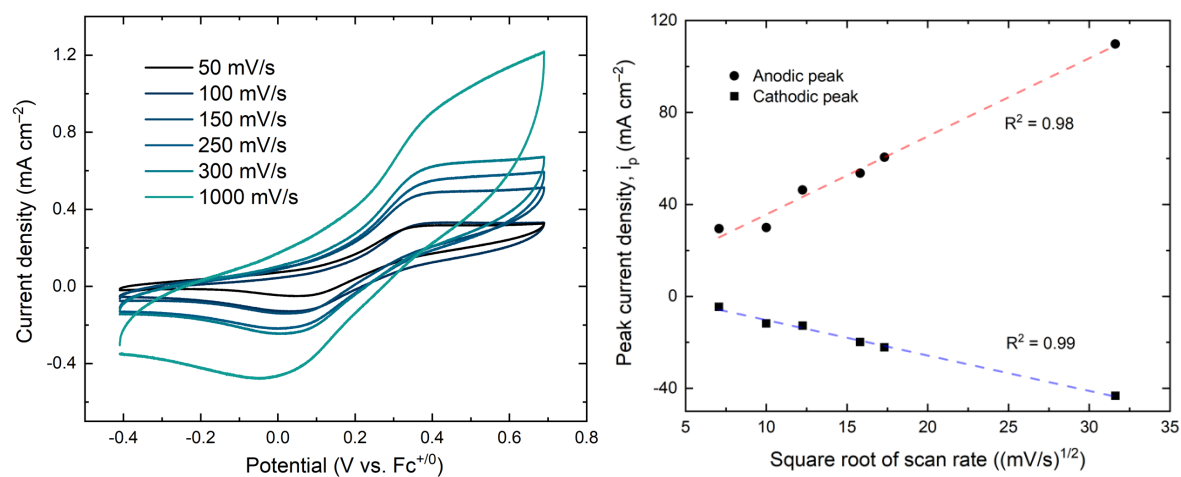 Current density (mA cm⁻²)
1.2
0.8
0.4
0.0
-0.4
50 mV/s
100 mV/s
150 mV/s
250 mV/s
300 mV/s
1000 mV/s
-0.4 -0.2 0.0 0.2 0.4 0.6 0.8
Potential (V vs. Fc⁺/⁰)
Peak current density, iₚ (mA cm⁻²)
120
80
40
0
-40
Anodic peak
Cathodic peak
R² = 0.98
R² = 0.99
5 10 15 20 25 30 35
Square root of scan rate ((mV/s)¹/²)